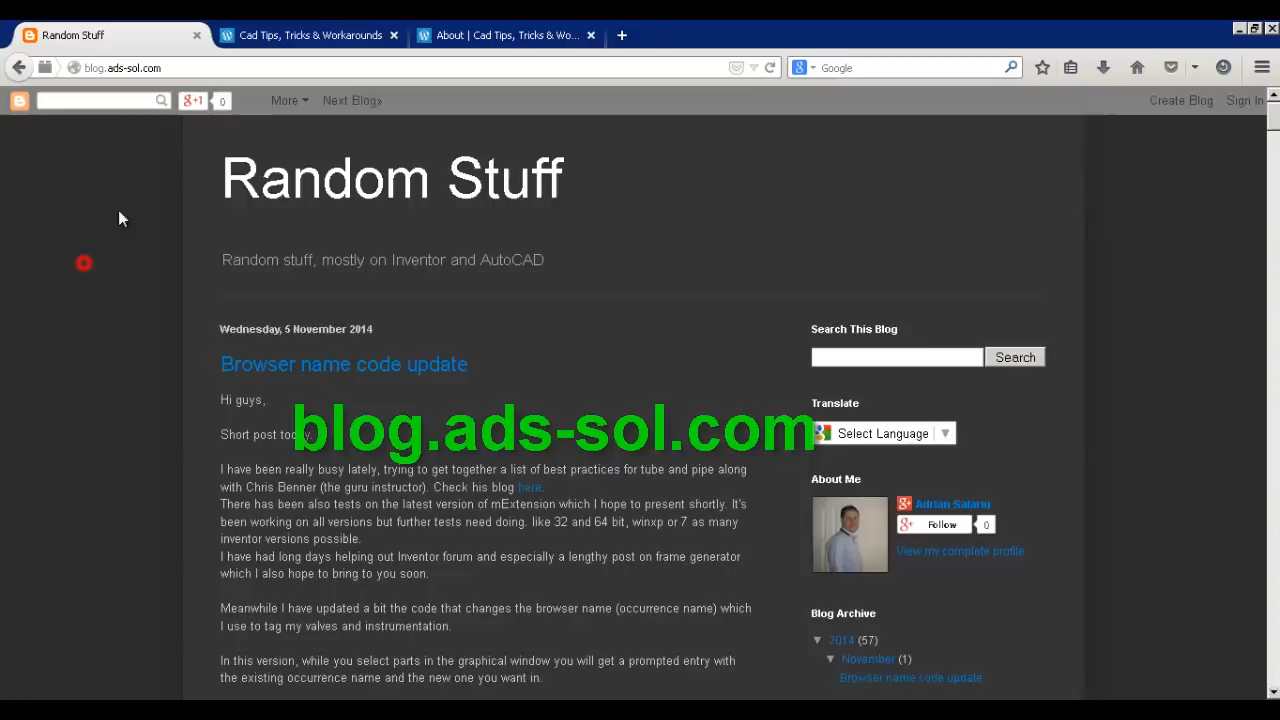 Random Stuff
Cad Tips, Tricks & Workarounds
About | Cad Tips, Tricks & Wo...
blog.ads-sol.com
Google
g+1 0
More
Next Blog»
Create Blog
Sign In
Random Stuff
Random stuff, mostly on Inventor and AutoCAD
Wednesday, 5 November 2014
Browser name code update
Hi guys,
Short post today.
I have been really busy lately, trying to get together a list of best practices for tube and pipe along
with Chris Benner (the guru instructor). Check his blog here.
There has been also tests on the latest version of mExtension which I hope to present shortly. It's
been working on all versions but further tests need doing. like 32 and 64 bit, winxp or 7 as many
inventor versions possible.
I have had long days helping out Inventor forum and especially a lengthy post on frame generator
which I also hope to bring to you soon.
Meanwhile I have updated a bit the code that changes the browser name (occurrence name) which
I use to tag my valves and instrumentation.
In this version, while you select parts in the graphical window you will get a prompted entry with
the existing occurrence name and the new one you want in.
blog.ads-sol.com
Search This Blog
Search
Translate
Select Language
About Me
Adrian Salariu
Follow 0
View my complete profile
Blog Archive
▼ 2014 (57)
▼ November (1)
Browser name code update